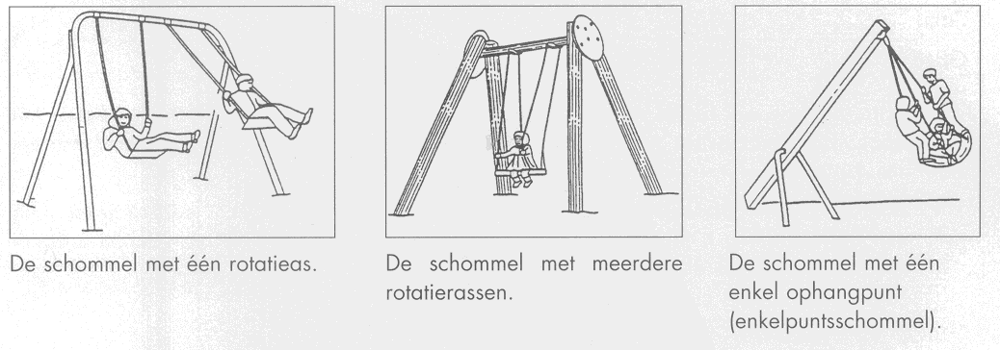 De schommel met één rotatieas.
De schommel met meerdere
rotatierassen.
De schommel met één
enkel ophangpunt
(enkelpuntsschommel).